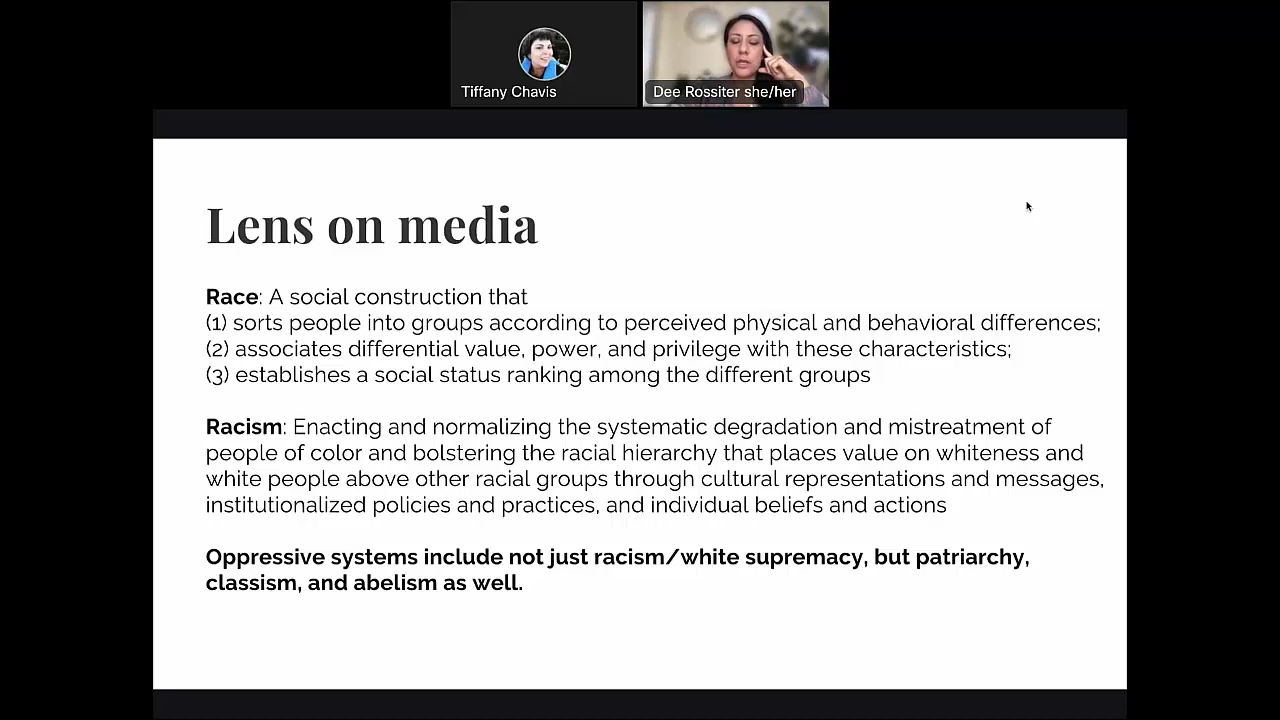 Tiffany Chavis
Dee Rossiter she/her
Lens on media
Race: A social construction that
(1) sorts people into groups according to perceived physical and behavioral differences;
(2) associates differential value, power, and privilege with these characteristics;
(3) establishes a social status ranking among the different groups
Racism: Enacting and normalizing the systematic degradation and mistreatment of
people of color and bolstering the racial hierarchy that places value on whiteness and
white people above other racial groups through cultural representations and messages,
institutionalized policies and practices, and individual beliefs and actions
Oppressive systems include not just racism/white supremacy, but patriarchy,
classism, and abelism as well.